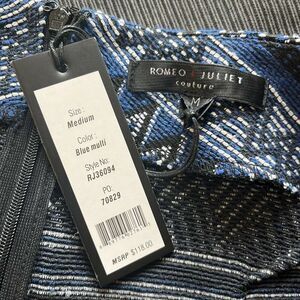 ROMEO & JULIET
couture
M
Size :
Medium
Color :
Blue multi
Style No:
RJ36094
PO:
70829
MSRP $118.00